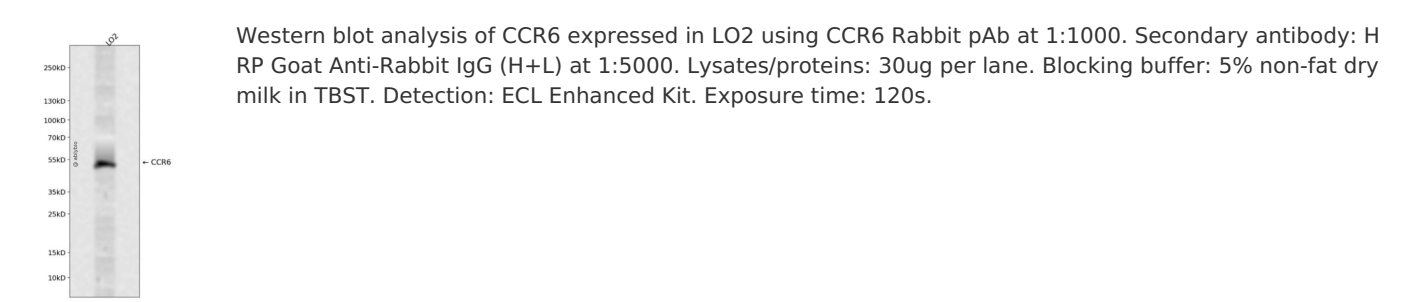 LO2
250kD
130kD
100kD
70kD
55kD
← CCR6
35kD
25kD
15kD
10kD
Western blot analysis of CCR6 expressed in LO2 using CCR6 Rabbit pAb at 1:1000. Secondary antibody: H
RP Goat Anti-Rabbit IgG (H+L) at 1:5000. Lysates/proteins: 30ug per lane. Blocking buffer: 5% non-fat dry
milk in TBST. Detection: ECL Enhanced Kit. Exposure time: 120s.